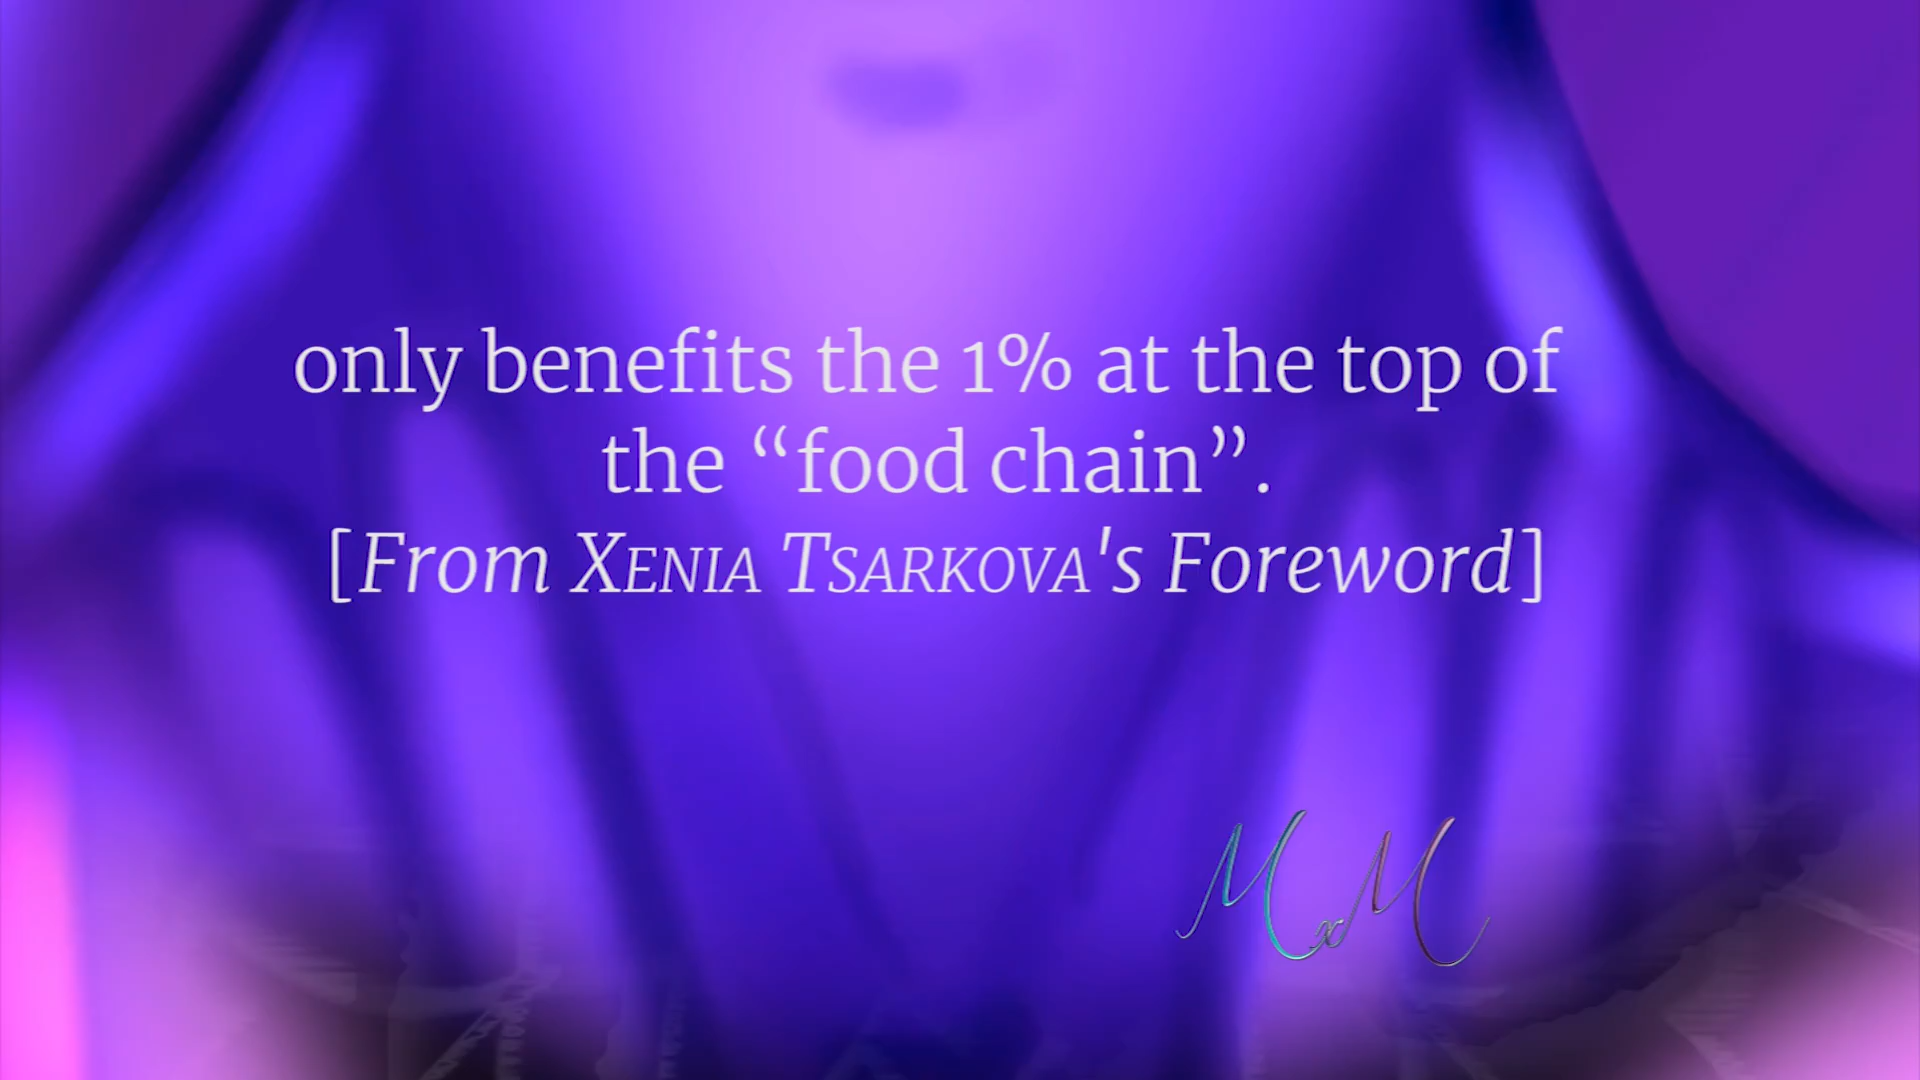 only benefits the 1% at the top of
the “food chain”.
[From XENIA TSARKOVA's Foreword]
MxM